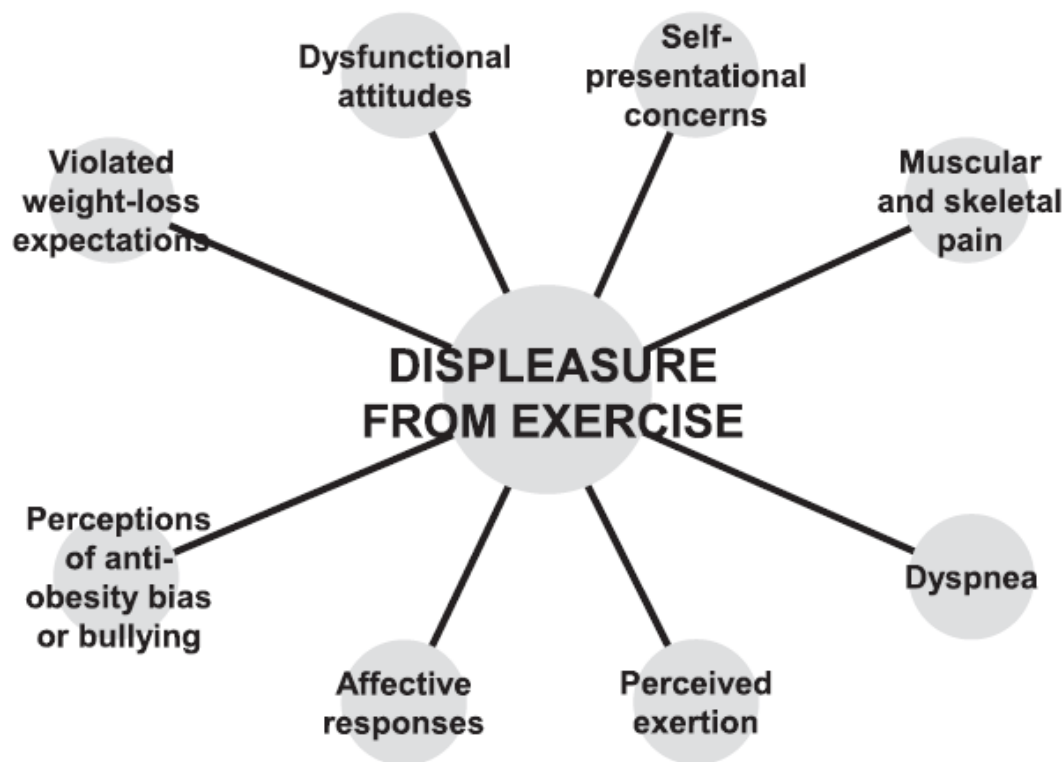 Dysfunctional
attitudes
Self-
presentational
concerns
Violated
weight-loss
expectations
Muscular
and skeletal
pain
DISPLEASURE
FROM EXERCISE
Perceptions
of anti-
obesity bias
or bullying
Dyspnea
Affective
responses
Perceived
exertion